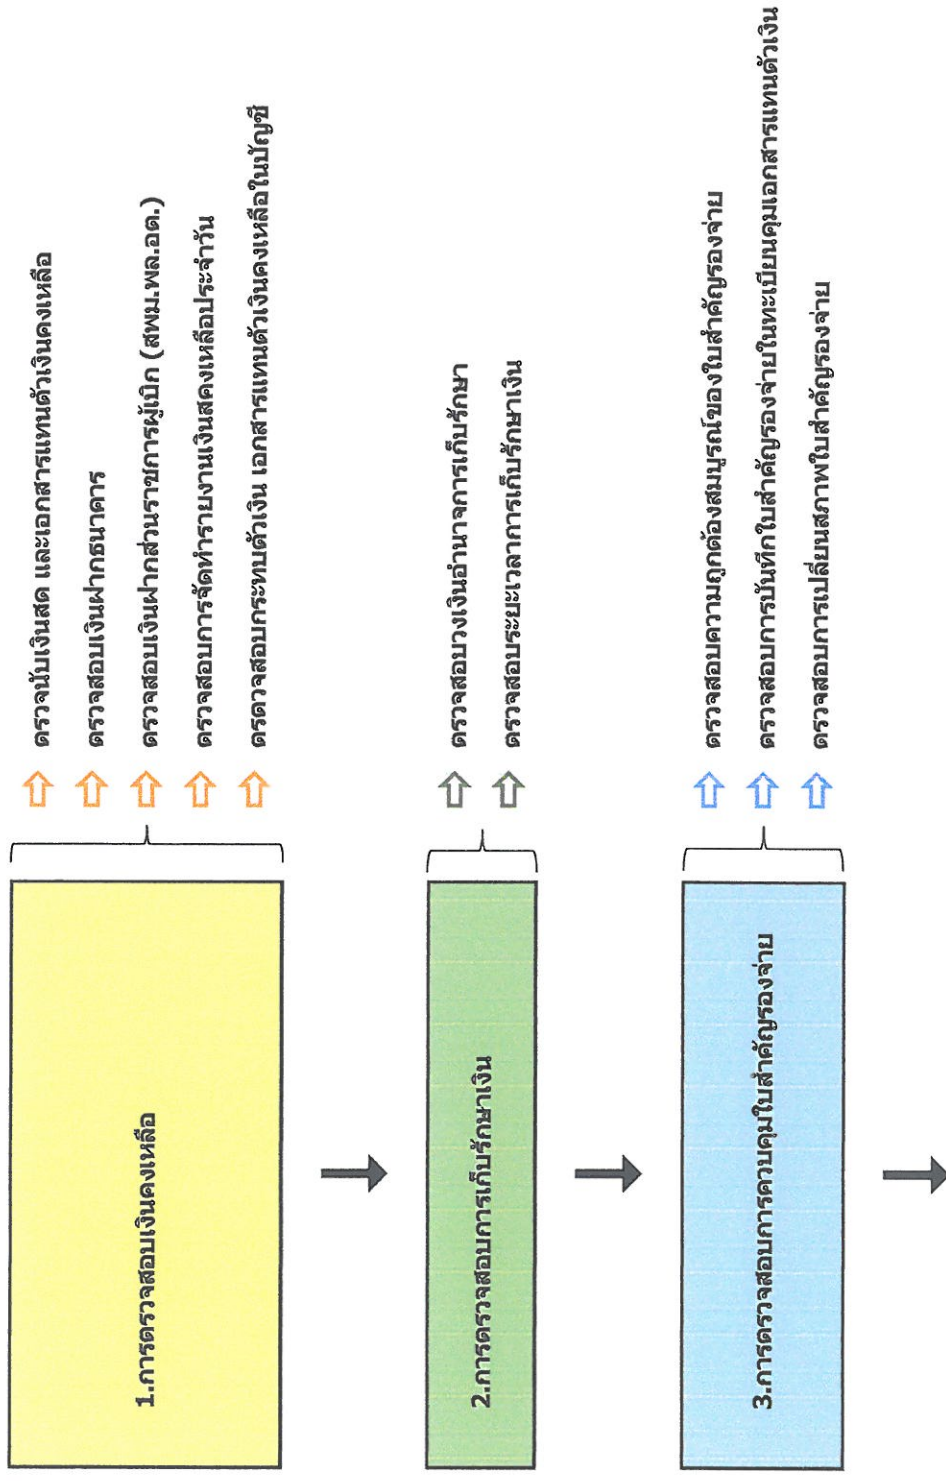 1.การตรวจสอบเงินคงเหลือ
ตรวจนับเงินสด และเอกสารแทนตัวเงินคงเหลือ
ตรวจสอบเงินฝากธนาคาร
ตรวจสอบเงินฝากส่วนราชการผู้เบิก (สพม.พล.อต.)
ตรวจสอบการจัดทำรายงานเงินสคงเหลือประจำวัน
ตรตวจสอบกระทบตัวเงิน เอกสารแทนตัวเงินคงเหลือในบัญชี
2.การตรวจสอบการเก็บรักษาเงิน
ตรวจสอบวงเงินอำนาจการเก็บรักษา
ตรวจสอบระยะเวลาการเก็บรักษาเงิน
3.การตรวจสอบการควบคุมใบสำคัญรองจ่าย
ตรวจสอบความถูกต้องสมบูรณ์ของใบสำคัญรองจ่าย
ตรวจสอบการบันทึกใบสำคัญรองจ่ายในทะเบียนคุมเอกสารแทนตัวเงิน
ตรวจสอบการเปลี่ยนสภาพใบสำคัญรองจ่าย